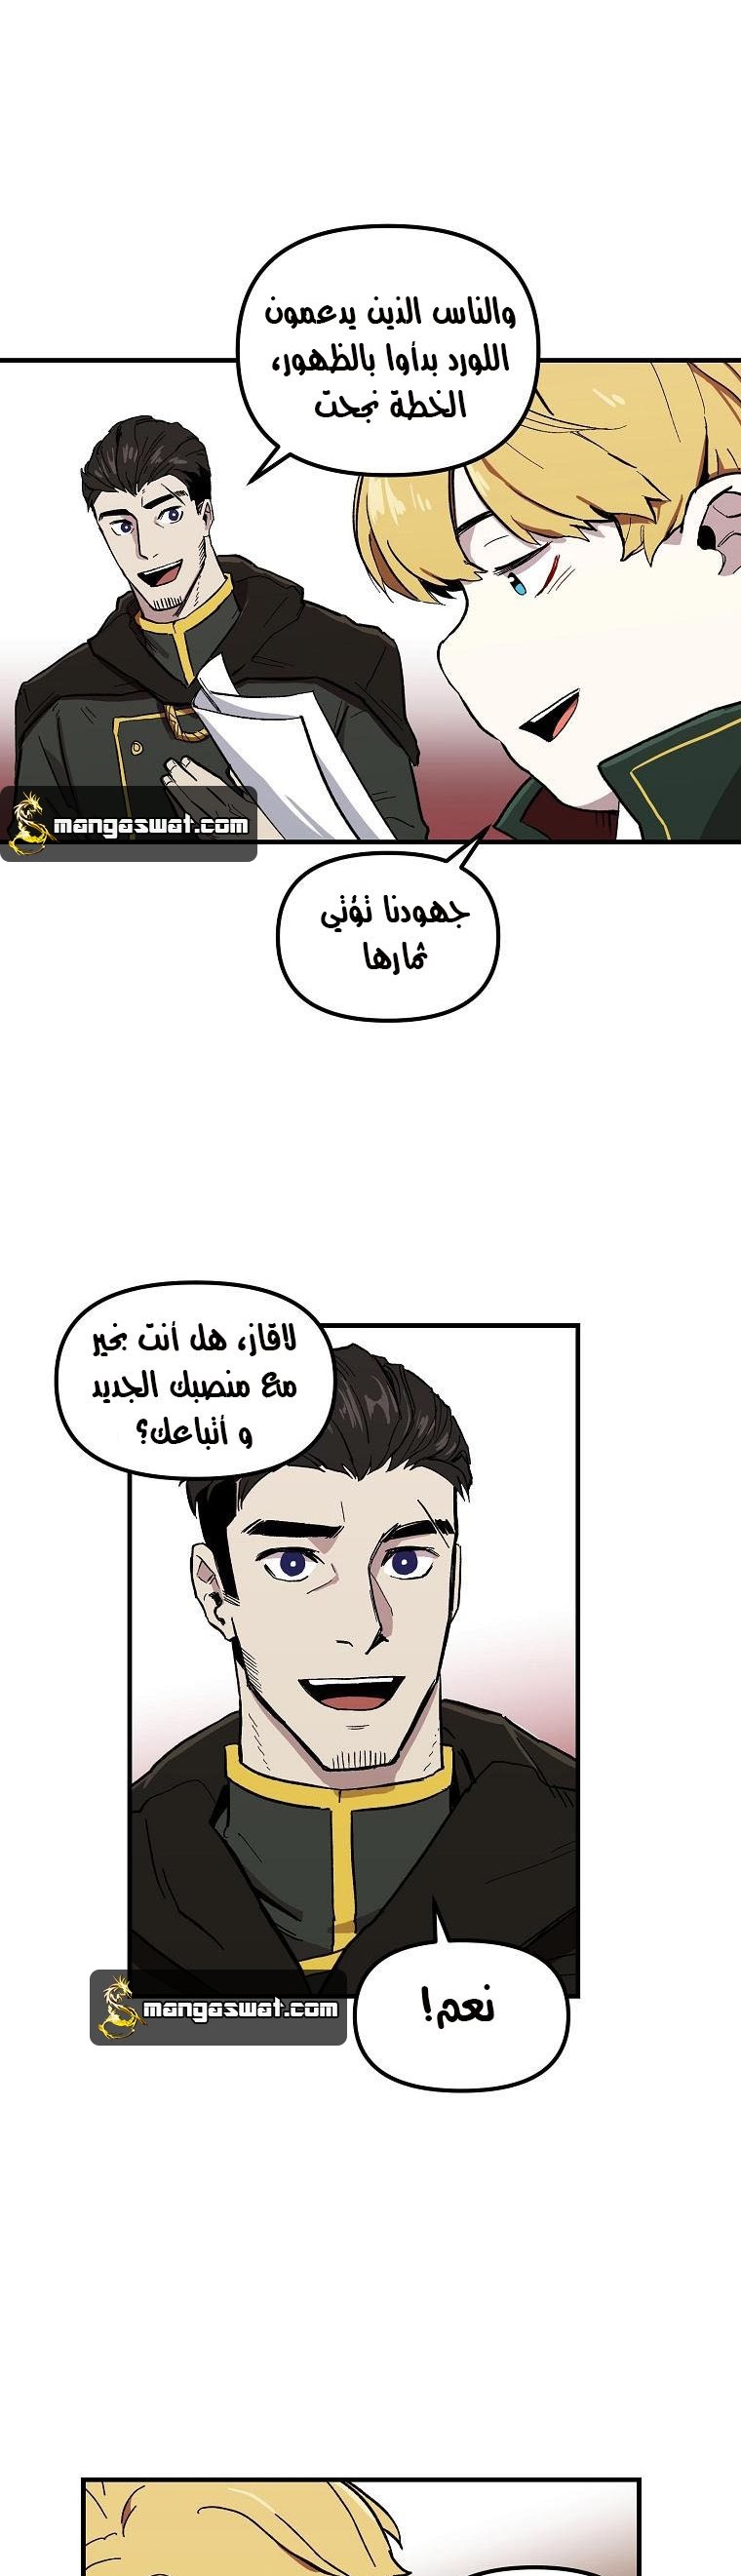 والناس الذين يدعمون
اللورد بدأوا بالظهور،
الخطة نجحت
mangaswat.com
جهودنا تؤتي
ثمارها
لاقاز، هل أنت بخير
مع منصبك الجديد
و أتباعك؟
mangaswat.com
نعم!